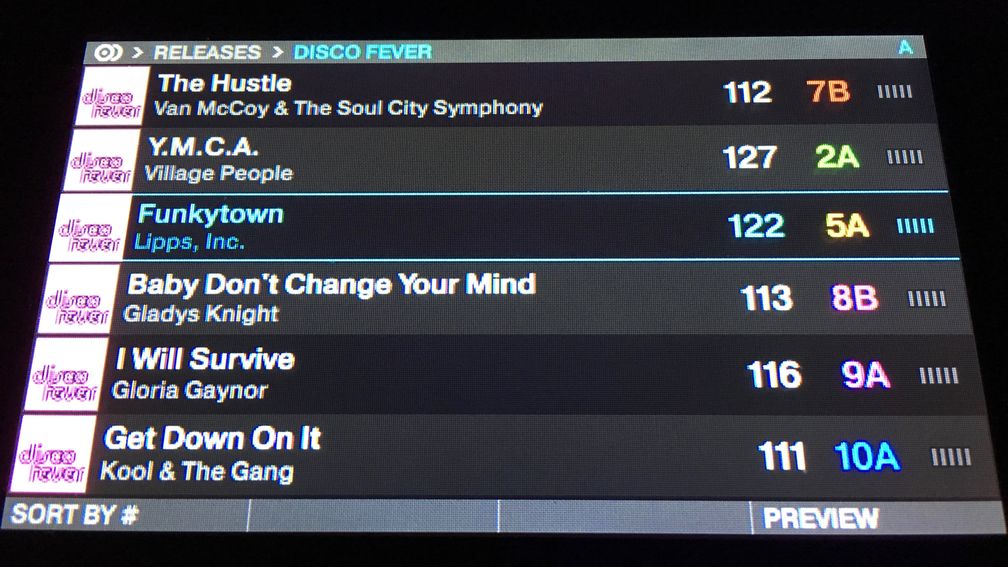 > RELEASES > DISCO FEVER A
disco fever
The Hustle 112 7B
Van McCoy & The Soul City Symphony
disco fever
Y.M.C.A. 127 2A
Village People
disco fever
Funkytown 122 5A
Lipps, Inc.
disco fever
Baby Don't Change Your Mind 113 8B
Gladys Knight
disco fever
I Will Survive 116 9A
Gloria Gaynor
disco fever
Get Down On It 111 10A
Kool & The Gang
SORT BY # PREVIEW